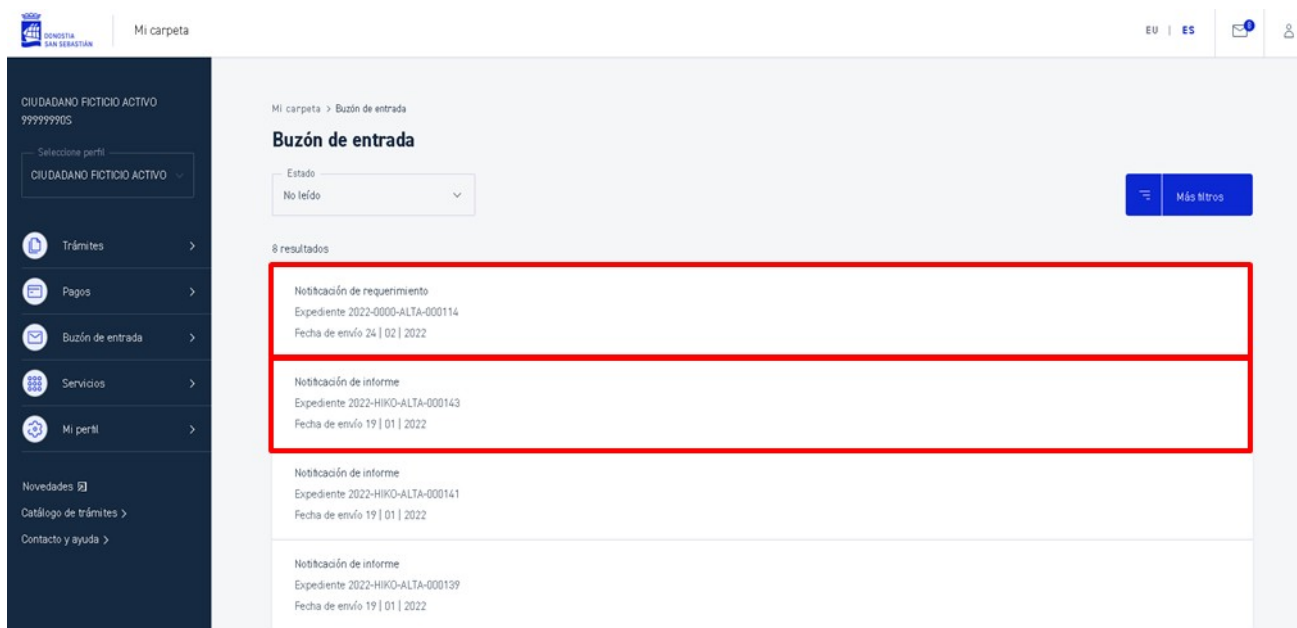 DONOSTIA
SAN SEBASTIÁN
Mi carpeta
EU | ES
8
CIUDADANO FICTICIO ACTIVO
99999990S
Seleccione perfil
CIUDADANO FICTICIO ACTIVO
Trámites
Pagos
Buzón de entrada
Servicios
Mi perfil
Novedades
Catálogo de trámites >
Contacto y ayuda >
Mi carpeta > Buzón de entrada
Buzón de entrada
Estado
No leído
Más filtros
8 resultados
Notificación de requerimiento
Expediente 2022-0000-ALTA-000114
Fecha de envío 24 | 02 | 2022
Notificación de informe
Expediente 2022-HIKO-ALTA-000143
Fecha de envío 19 | 01 | 2022
Notificación de informe
Expediente 2022-HIKO-ALTA-000141
Fecha de envío 19 | 01 | 2022
Notificación de informe
Expediente 2022-HIKO-ALTA-000139
Fecha de envío 19 | 01 | 2022